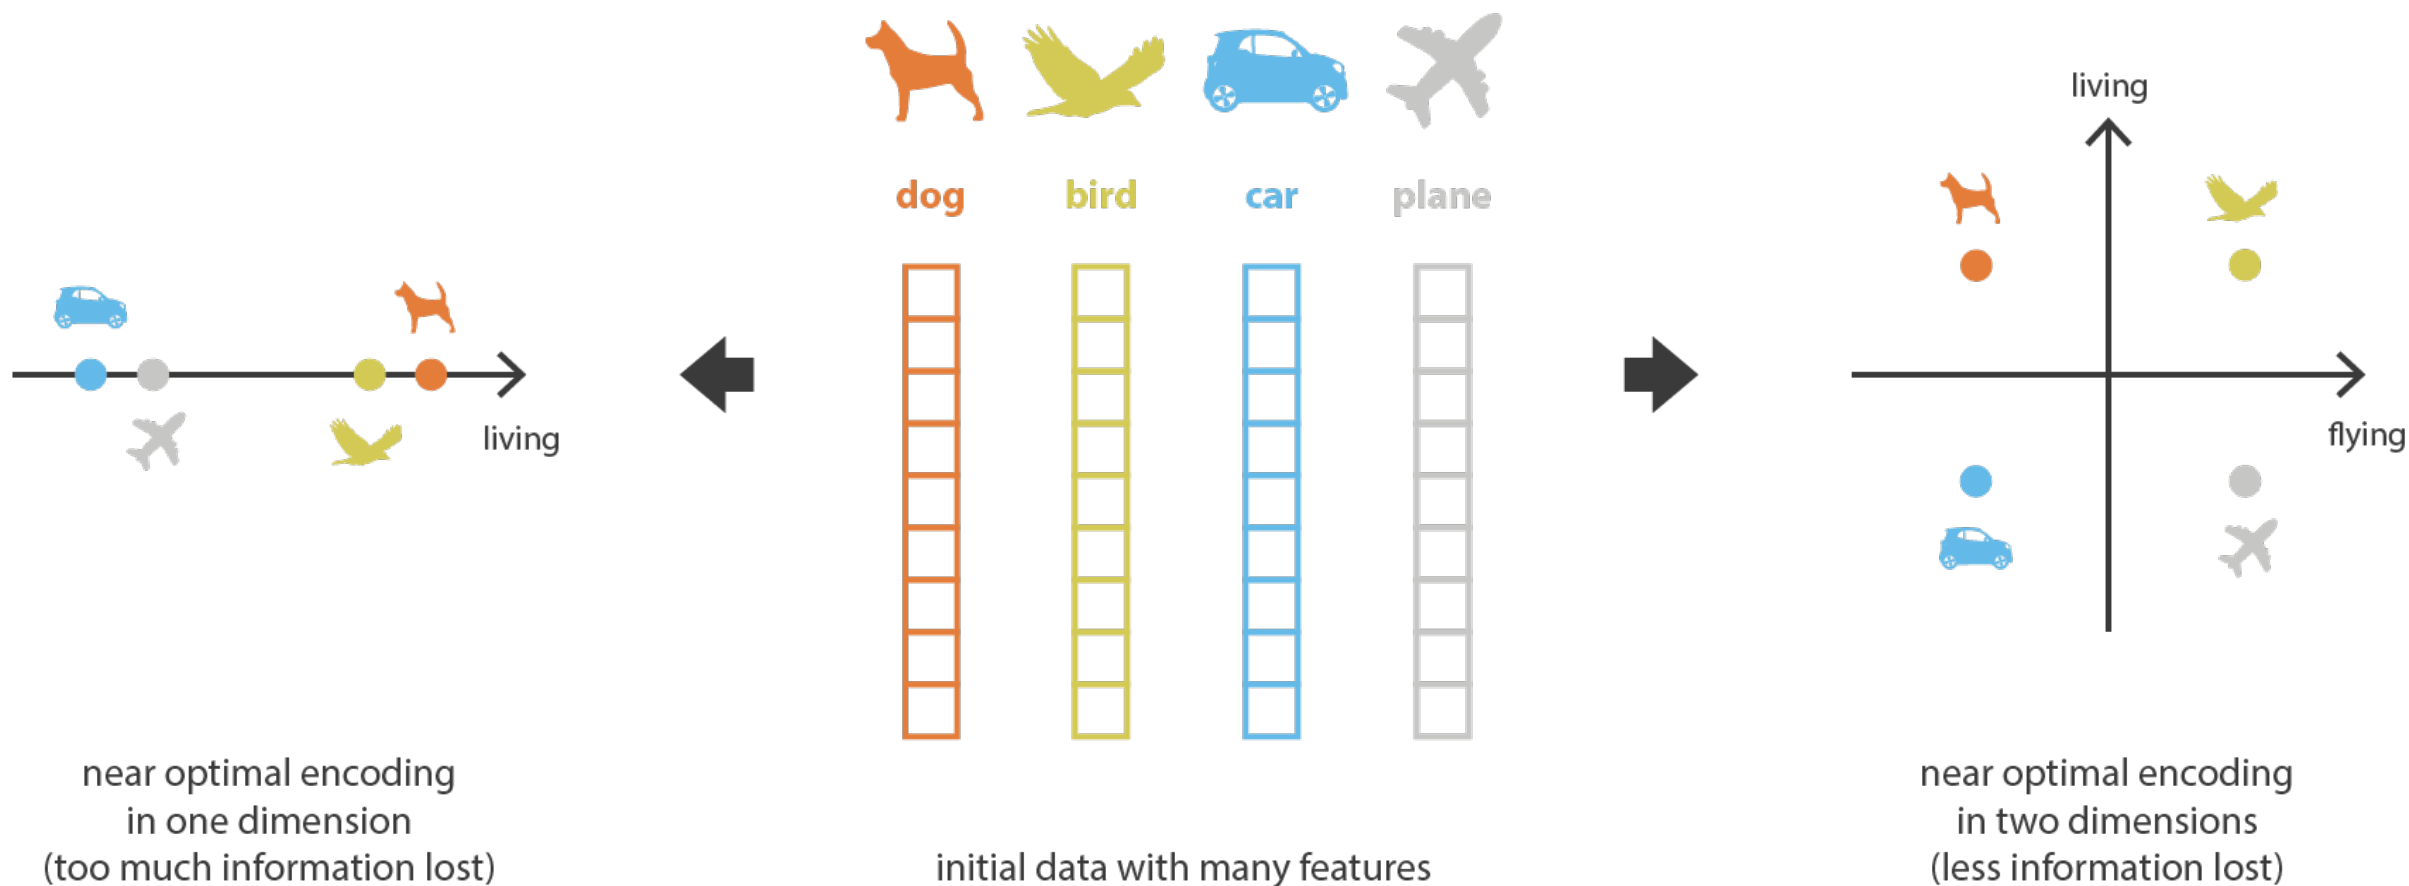 dog bird car plane
living
living
flying
near optimal encoding
in one dimension
(too much information lost)
initial data with many features
near optimal encoding
in two dimensions
(less information lost)